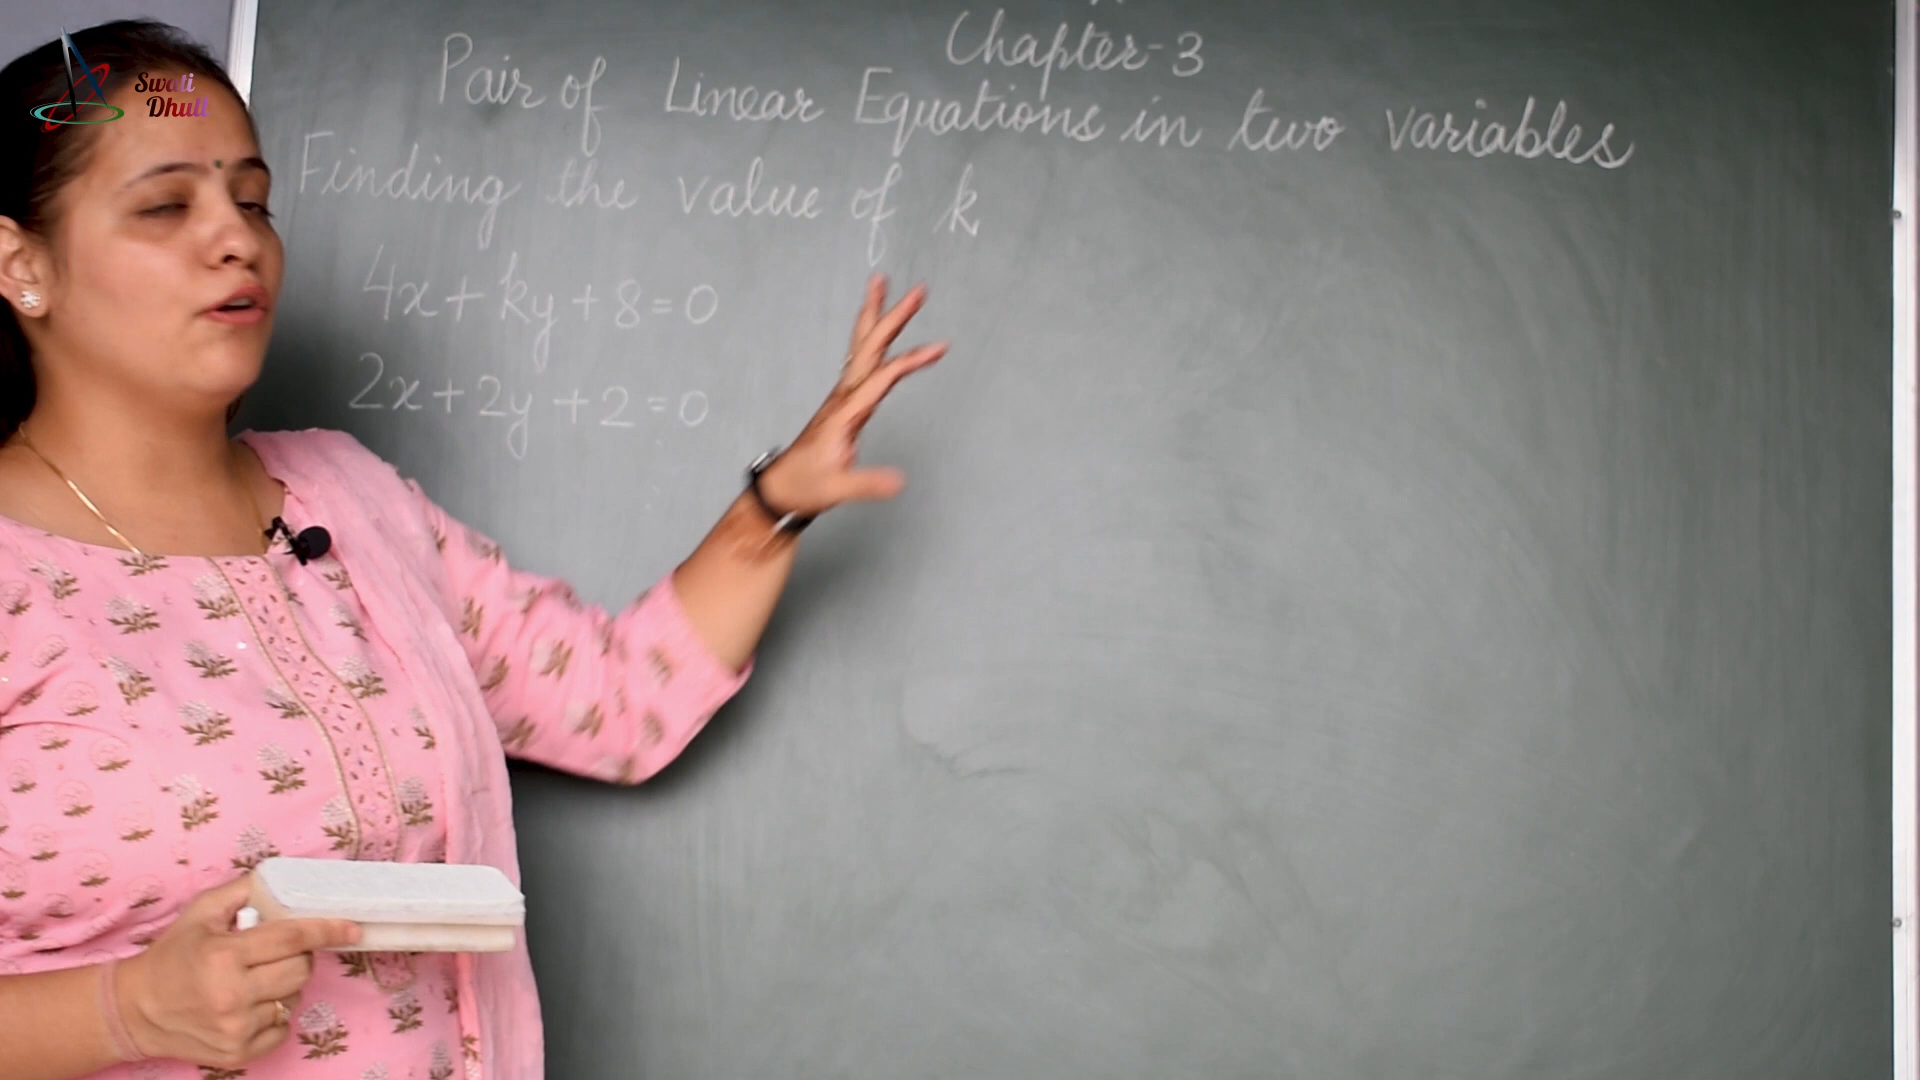 Swati
Dhull
Chapter-3
Pair of Linear Equations in two variables
Finding the value of k
4x+ky+8=0
2x+2y+2=0